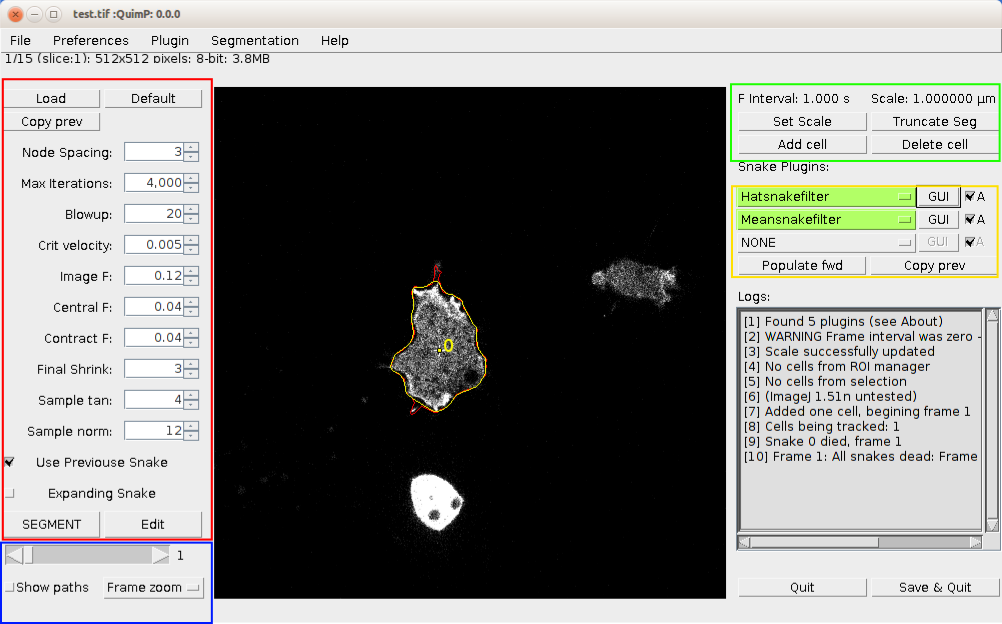 test.tif :QuimP: 0.0.0
File Preferences Plugin Segmentation Help
1/15 (slice:1): 512x512 pixels: 8-bit: 3.8MB
Load Default
Copy prev
Node Spacing: 3
Max Iterations: 4,000
Blowup: 20
Crit velocity: 0.005
Image F: 0.12
Central F: 0.04
Contract F: 0.04
Final Shrink: 3
Sample tan: 4
Sample norm: 12
Use Previouse Snake
Expanding Snake
SEGMENT Edit
1
Show paths Frame zoom
0
F Interval: 1.000 s Scale: 1.000000 μm
Set Scale Truncate Seg
Add cell Delete cell
Snake Plugins:
Hatsnakefilter GUI A
Meansnakefilter GUI A
NONE GUI A
Populate fwd Copy prev
Logs:
[1] Found 5 plugins (see About)
[2] WARNING Frame interval was zero -
[3] Scale successfully updated
[4] No cells from ROI manager
[5] No cells from selection
[6] (ImageJ 1.51n untested)
[7] Added one cell, begining frame 1
[8] Cells being tracked: 1
[9] Snake 0 died, frame 1
[10] Frame 1: All snakes dead: Frame
Quit Save & Quit